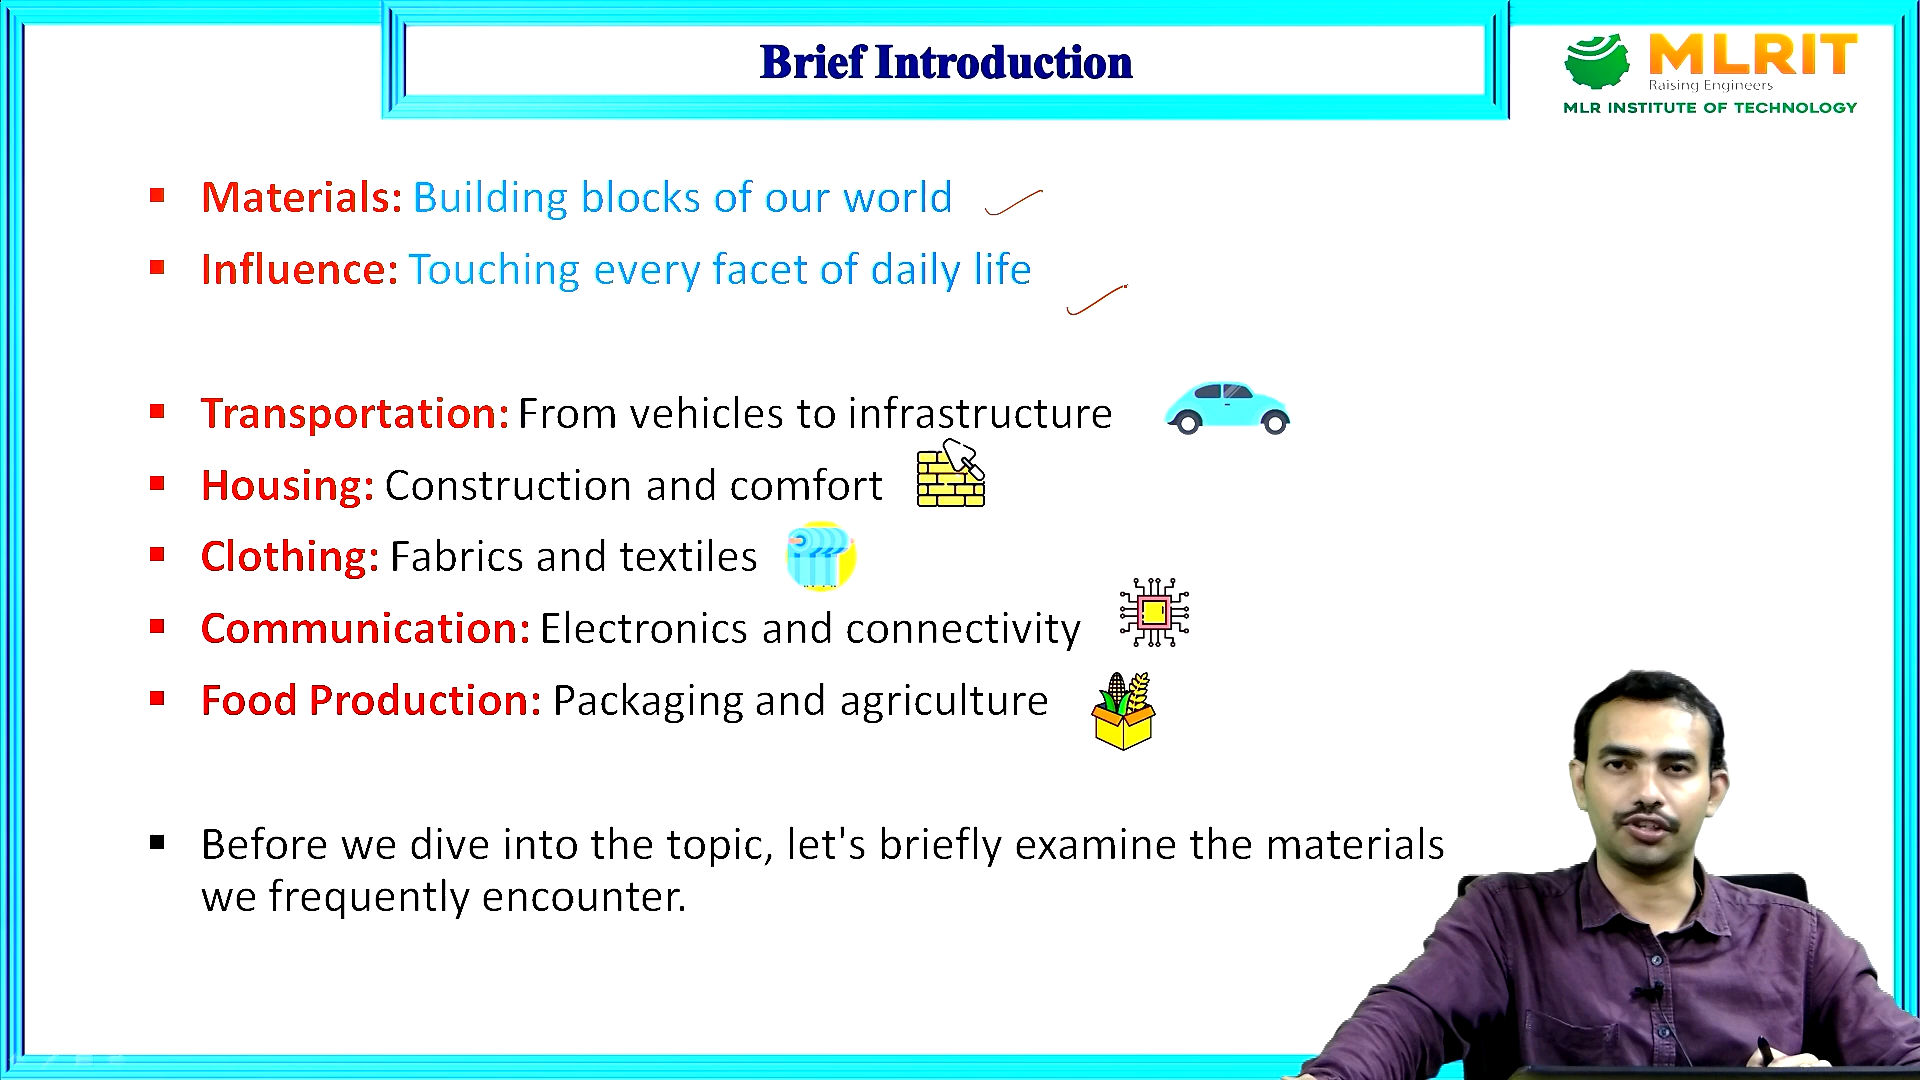 Brief Introduction
MLRIT
Raising Engineers
MLR INSTITUTE OF TECHNOLOGY
Materials: Building blocks of our world
Influence: Touching every facet of daily life
Transportation: From vehicles to infrastructure
Housing: Construction and comfort
Clothing: Fabrics and textiles
Communication: Electronics and connectivity
Food Production: Packaging and agriculture
Before we dive into the topic, let's briefly examine the materials
we frequently encounter.